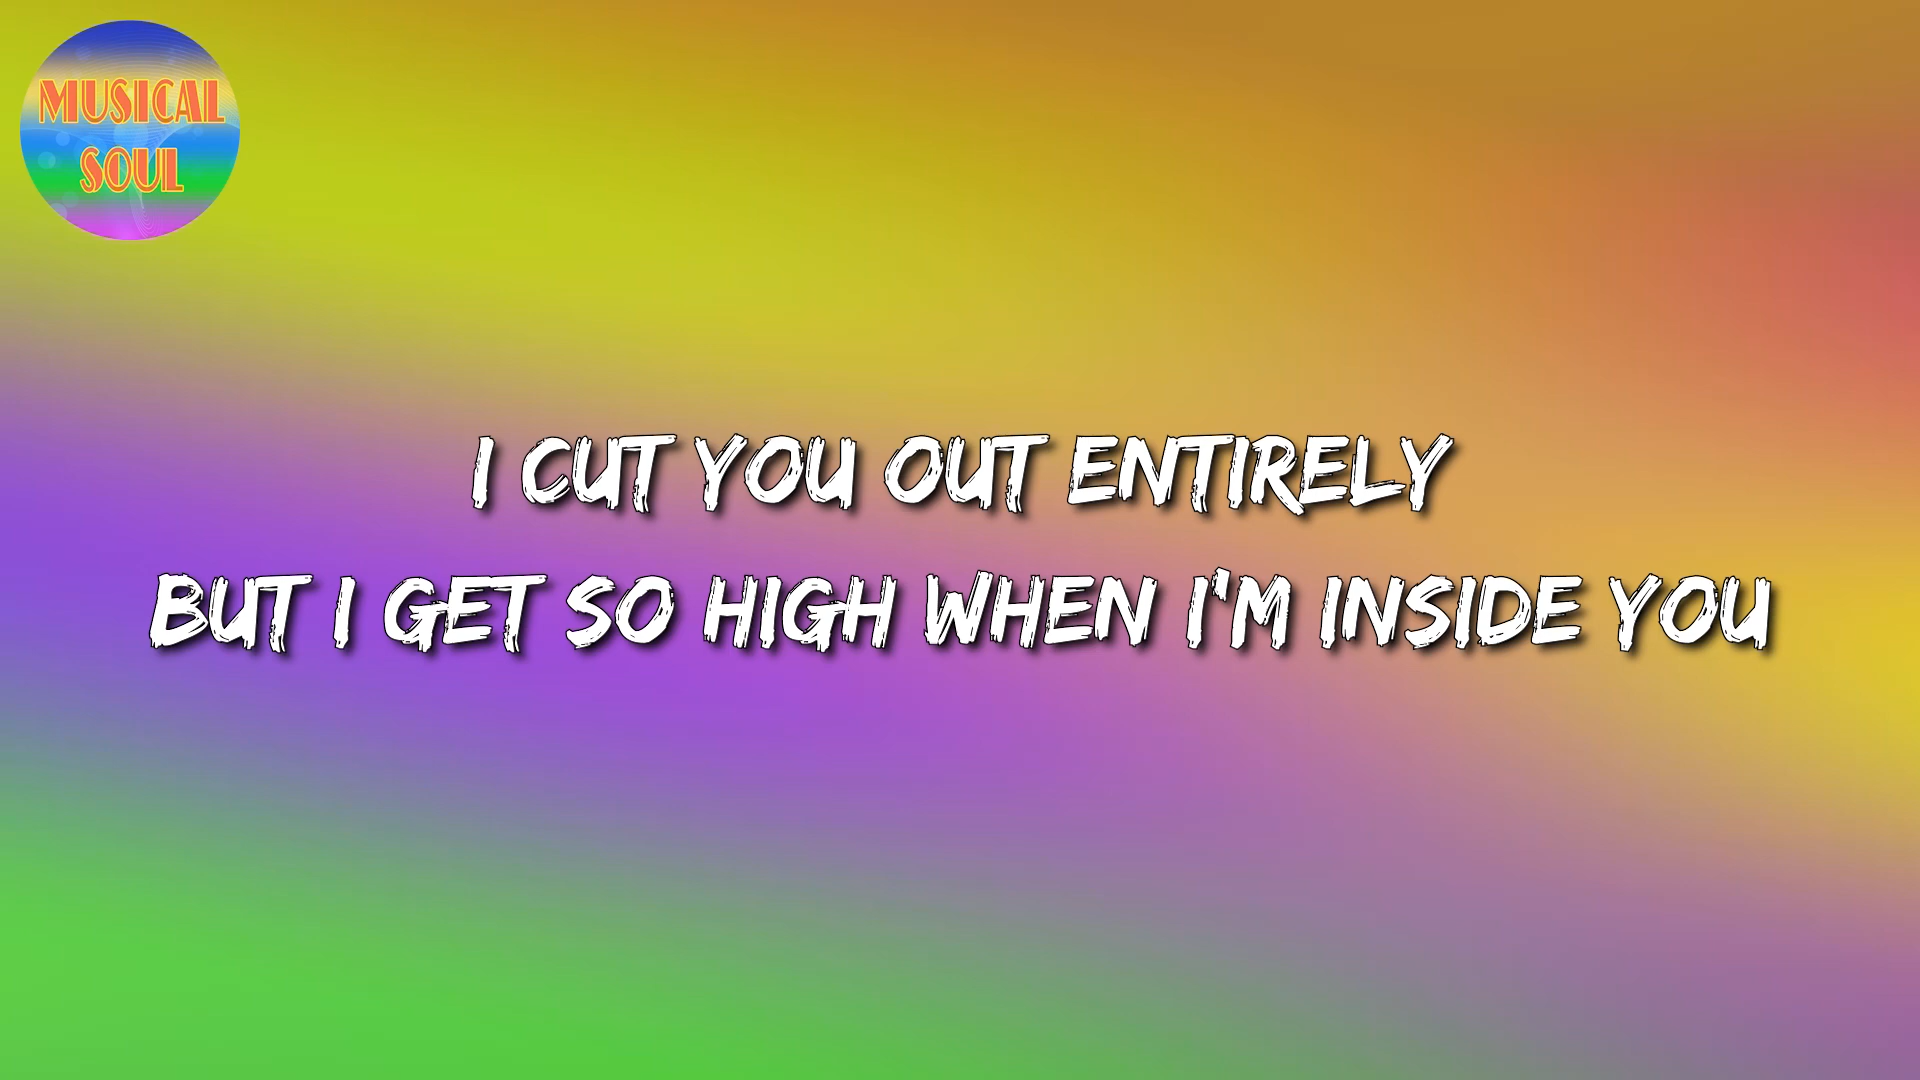 MUSICAL
SOUL
I CUT YOU OUT ENTIRELY
BUT I GET SO HIGH WHEN I'M INSIDE YOU